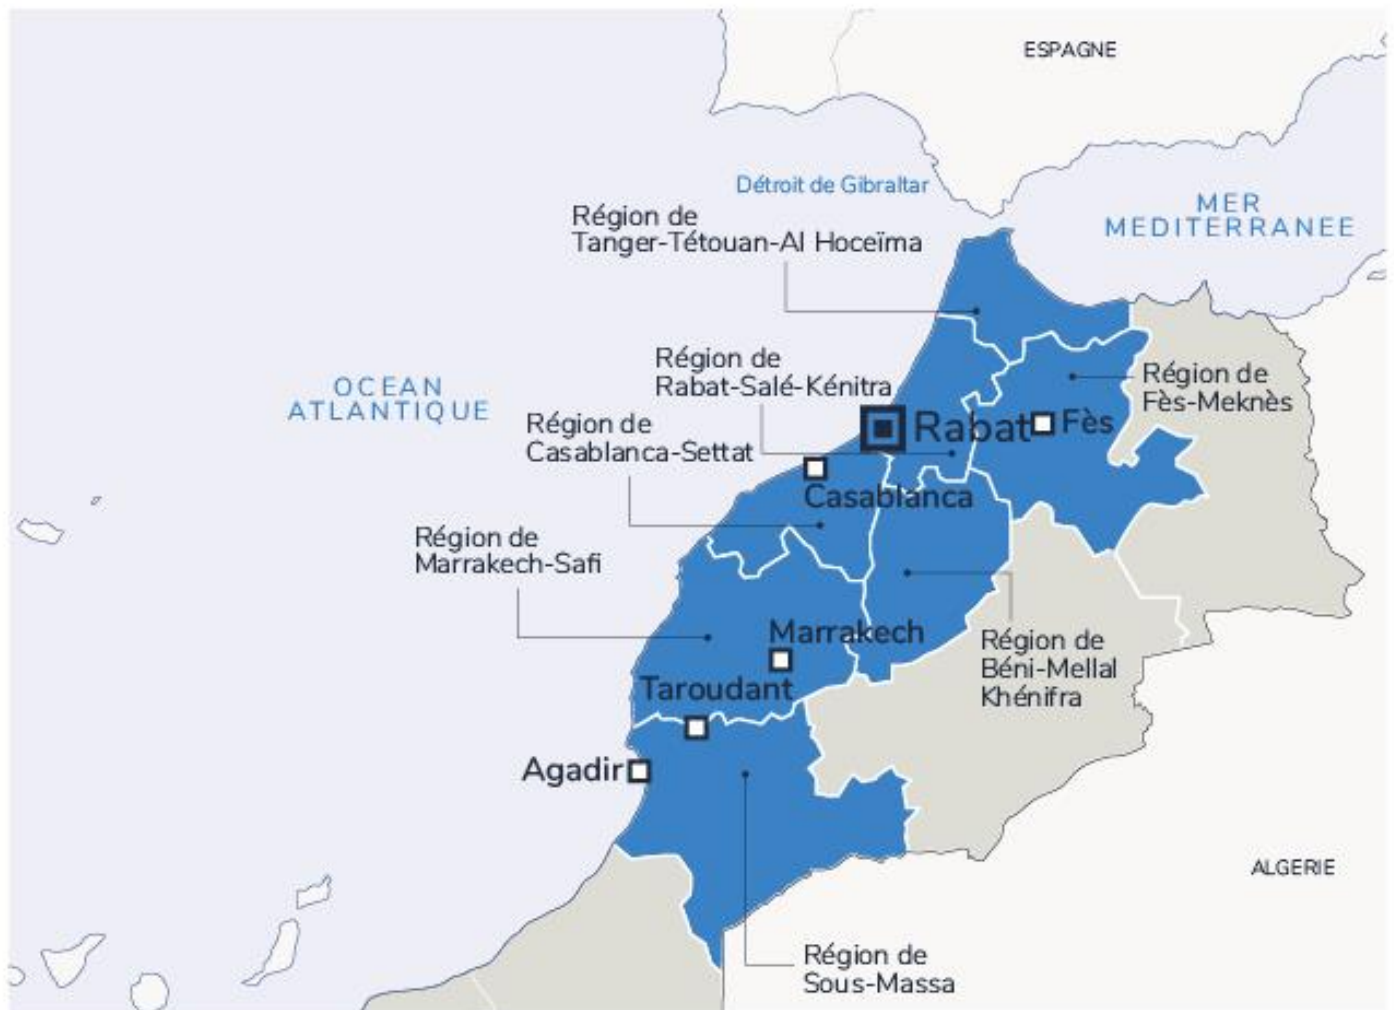 ESPAGNE
Détroit de Gibraltar
MER
MEDITERRANEE
Région de
Tanger-Tétouan-Al Hoceïma
Région de
Rabat-Salé-Kénitra
Région de
Fès-Meknès
OCEAN
ATLANTIQUE
Région de
Casablanca-Settat
Rabat
Fès
Casablanca
Région de
Marrakech-Safi
Marrakech
Région de
Béni-Mellal
Khénifra
Taroudant
Agadir
ALGERIE
Région de
Sous-Massa